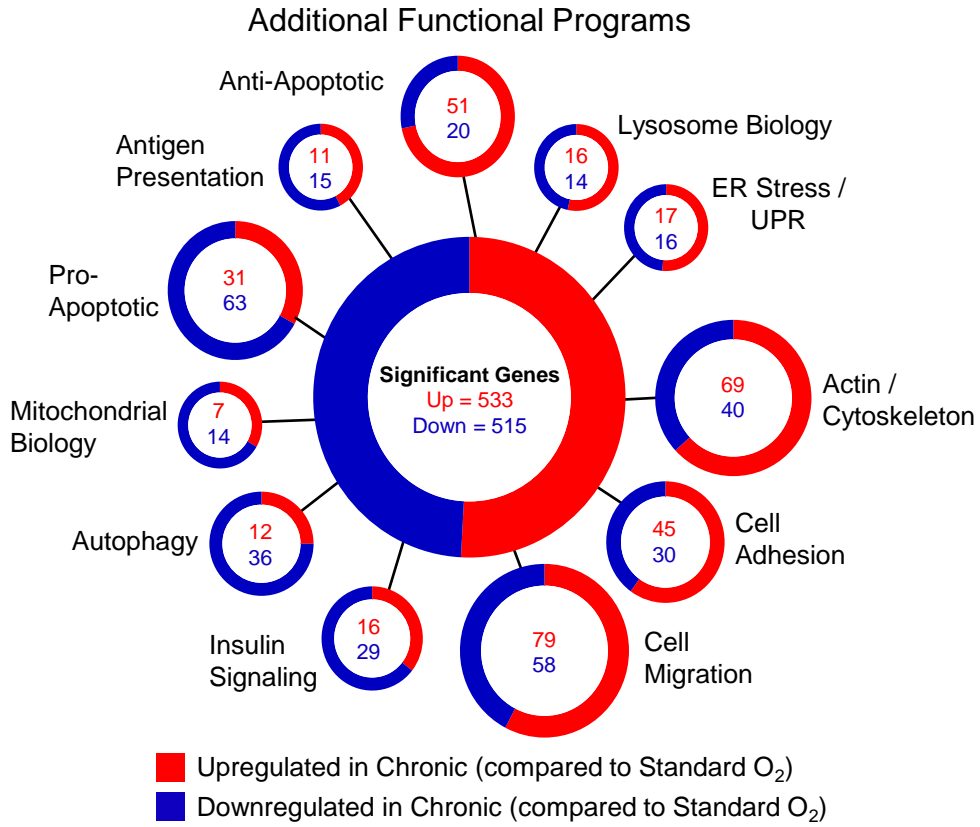 Additional Functional Programs
Anti-Apoptotic
51
20
Lysosome Biology
16
14
ER Stress /
UPR
17
16
Actin /
Cytoskeleton
69
40
Cell
Adhesion
45
30
Cell
Migration
79
58
Insulin
Signaling
16
29
Autophagy
12
36
Mitochondrial
Biology
7
14
Pro-
Apoptotic
31
63
Antigen
Presentation
11
15
Significant Genes
Up = 533
Down = 515
Upregulated in Chronic (compared to Standard O₂)
Downregulated in Chronic (compared to Standard O₂)